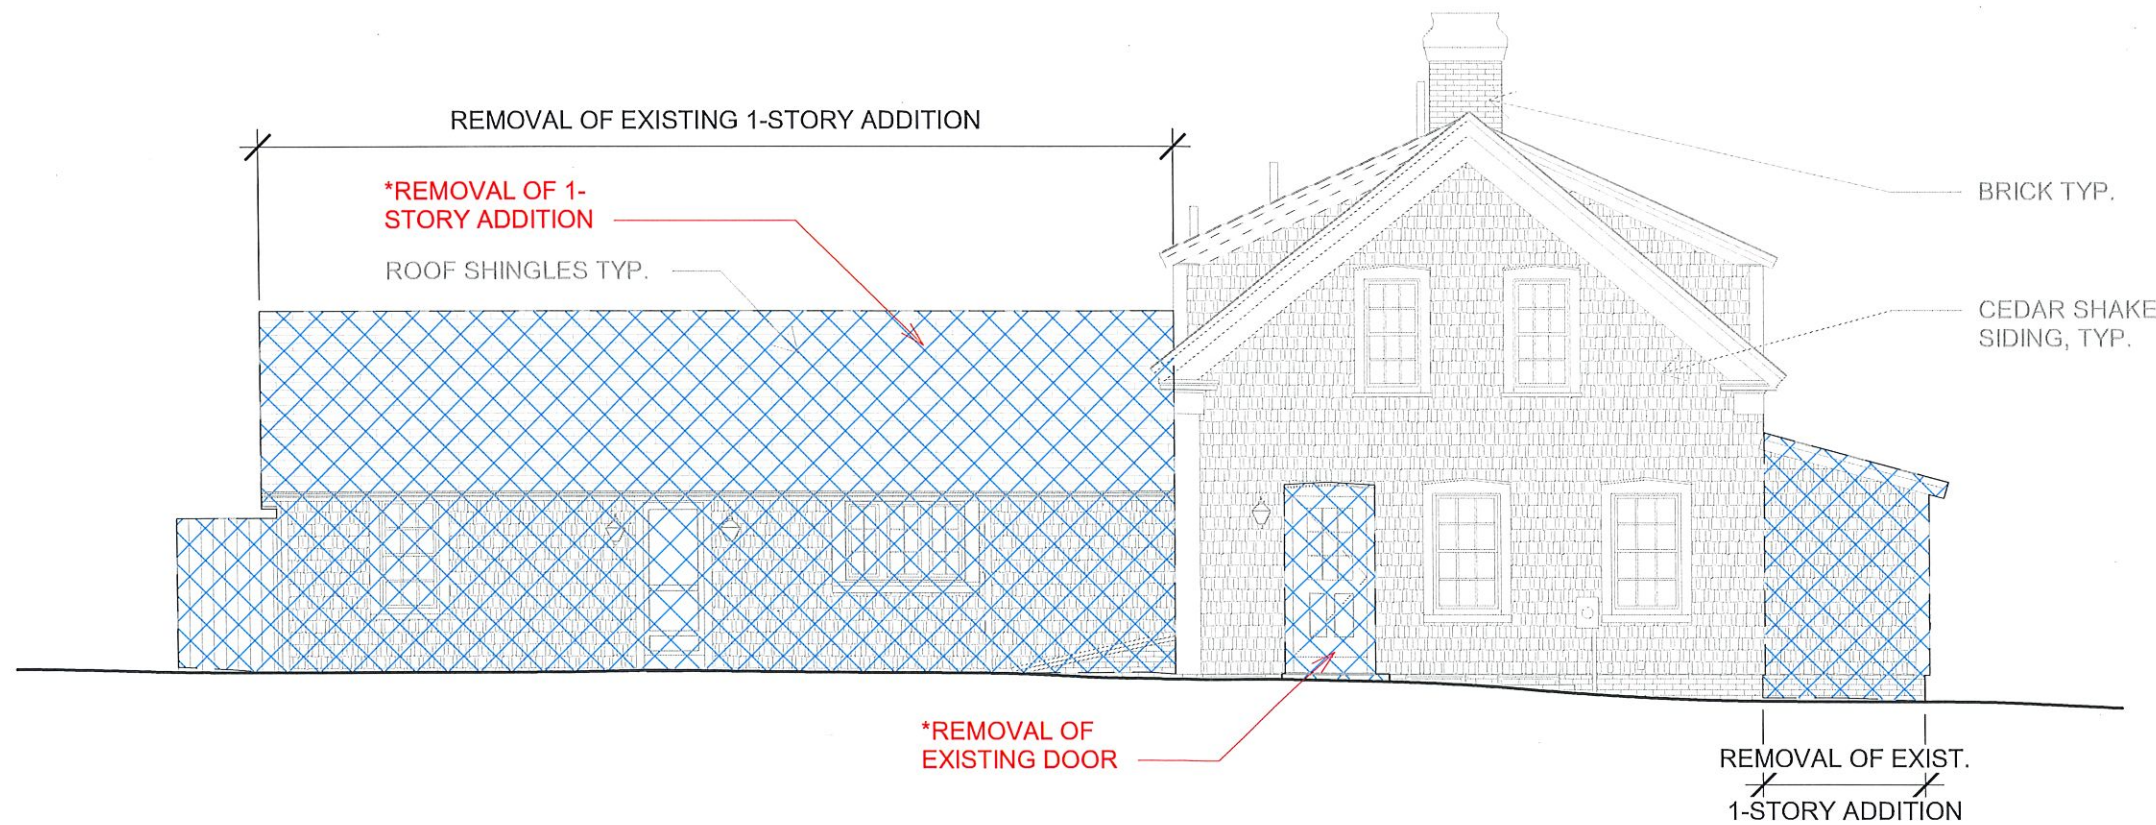 REMOVAL OF EXISTING 1-STORY ADDITION
*REMOVAL OF 1-
STORY ADDITION
ROOF SHINGLES TYP.
BRICK TYP.
CEDAR SHAKE
SIDING, TYP.
*REMOVAL OF
EXISTING DOOR
REMOVAL OF EXIST.
1-STORY ADDITION